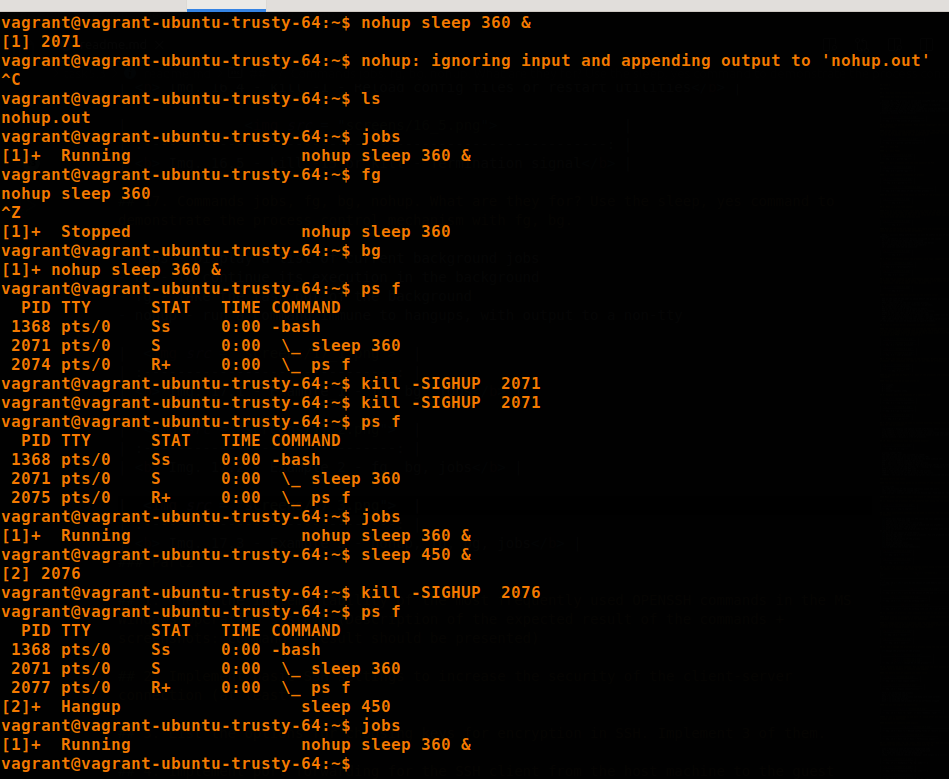 vagrant@vagrant-ubuntu-trusty-64:~$ nohup sleep 360 &
[1] 2071
vagrant@vagrant-ubuntu-trusty-64:~$ nohup: ignoring input and appending output to 'nohup.out'
^C
vagrant@vagrant-ubuntu-trusty-64:~$ ls
nohup.out
vagrant@vagrant-ubuntu-trusty-64:~$ jobs
[1]+  Running                 nohup sleep 360 &
vagrant@vagrant-ubuntu-trusty-64:~$ fg
nohup sleep 360
^Z
[1]+  Stopped                 nohup sleep 360
vagrant@vagrant-ubuntu-trusty-64:~$ bg
[1]+ nohup sleep 360 &
vagrant@vagrant-ubuntu-trusty-64:~$ ps f
  PID TTY      STAT   TIME COMMAND
 1368 pts/0    Ss     0:00 -bash
 2071 pts/0    S      0:00  \_ sleep 360
 2074 pts/0    R+     0:00  \_ ps f
vagrant@vagrant-ubuntu-trusty-64:~$ kill -SIGHUP  2071
vagrant@vagrant-ubuntu-trusty-64:~$ kill -SIGHUP  2071
vagrant@vagrant-ubuntu-trusty-64:~$ ps f
  PID TTY      STAT   TIME COMMAND
 1368 pts/0    Ss     0:00 -bash
 2071 pts/0    S      0:00  \_ sleep 360
 2075 pts/0    R+     0:00  \_ ps f
vagrant@vagrant-ubuntu-trusty-64:~$ jobs
[1]+  Running                 nohup sleep 360 &
vagrant@vagrant-ubuntu-trusty-64:~$ sleep 450 &
[2] 2076
vagrant@vagrant-ubuntu-trusty-64:~$ kill -SIGHUP  2076
vagrant@vagrant-ubuntu-trusty-64:~$ ps f
  PID TTY      STAT   TIME COMMAND
 1368 pts/0    Ss     0:00 -bash
 2071 pts/0    S      0:00  \_ sleep 360
 2077 pts/0    R+     0:00  \_ ps f
[2]+  Hangup                  sleep 450
vagrant@vagrant-ubuntu-trusty-64:~$ jobs
[1]+  Running                 nohup sleep 360 &
vagrant@vagrant-ubuntu-trusty-64:~$